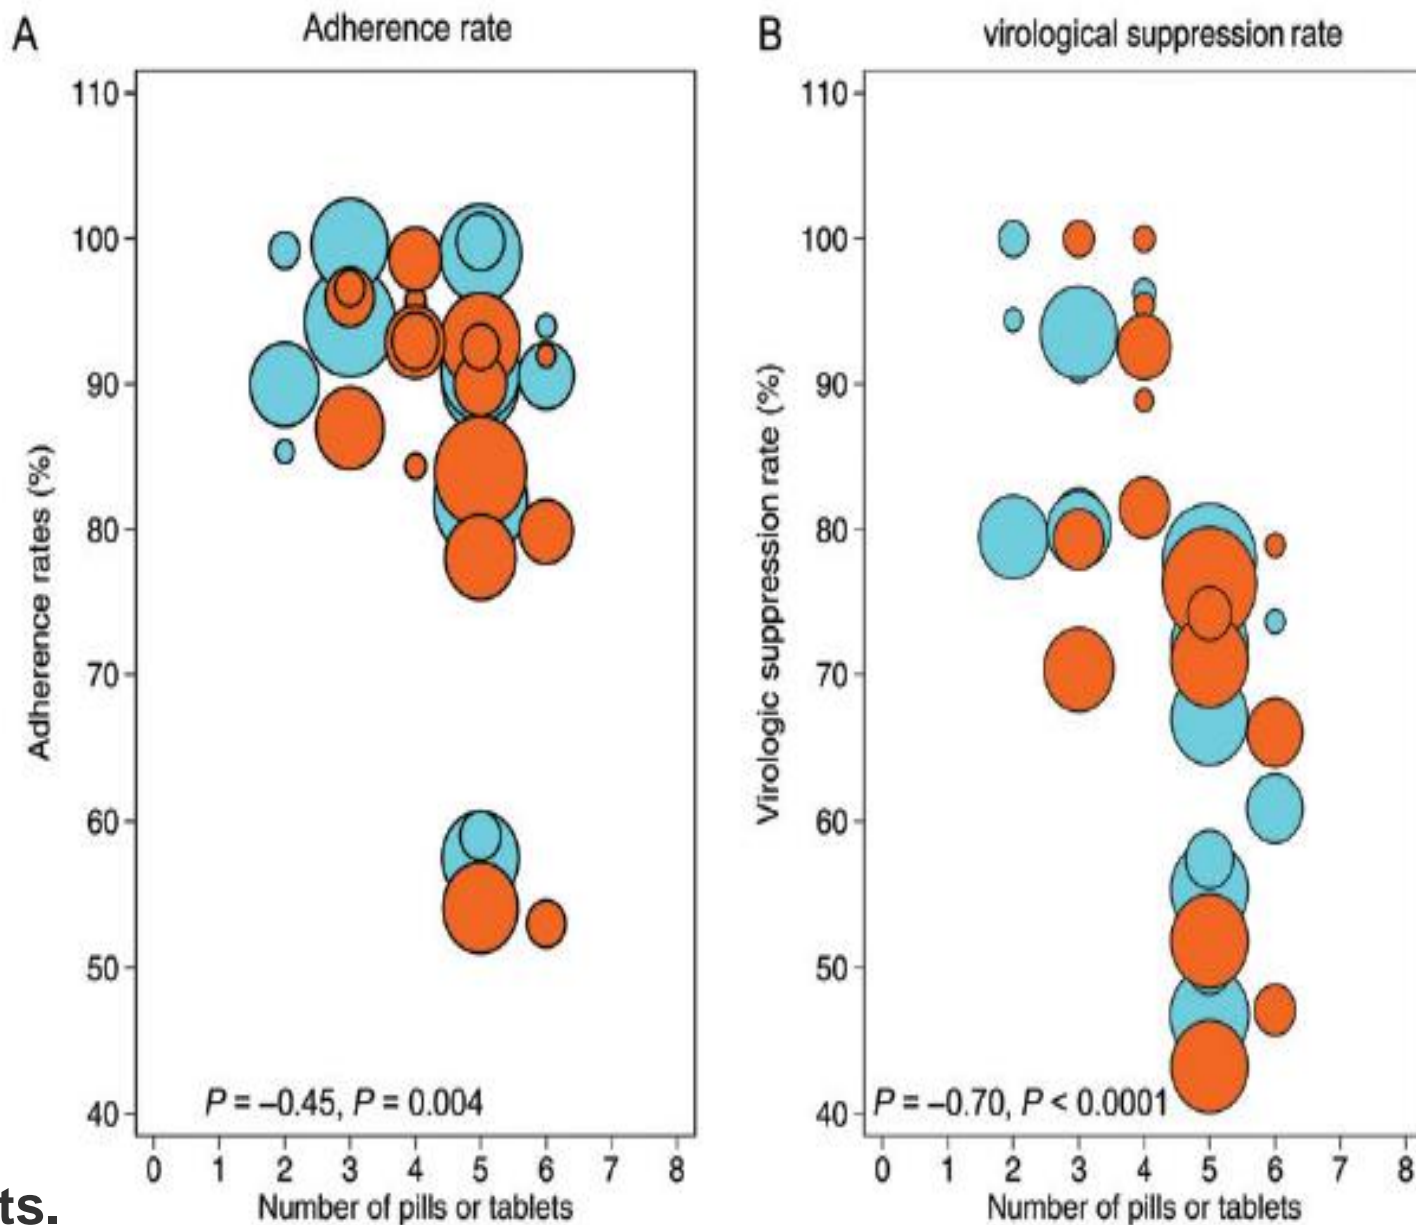 A
Adherence rate
110
100
90
80
70
60
50
40
Adherence rates (%)
P = –0.45, P = 0.004
0 1 2 3 4 5 6 7 8
Number of pills or tablets
B
virological suppression rate
110
100
90
80
70
60
50
40
Virologic suppression rate (%)
P = –0.70, P < 0.0001
0 1 2 3 4 5 6 7 8
Number of pills or tablets
ts.